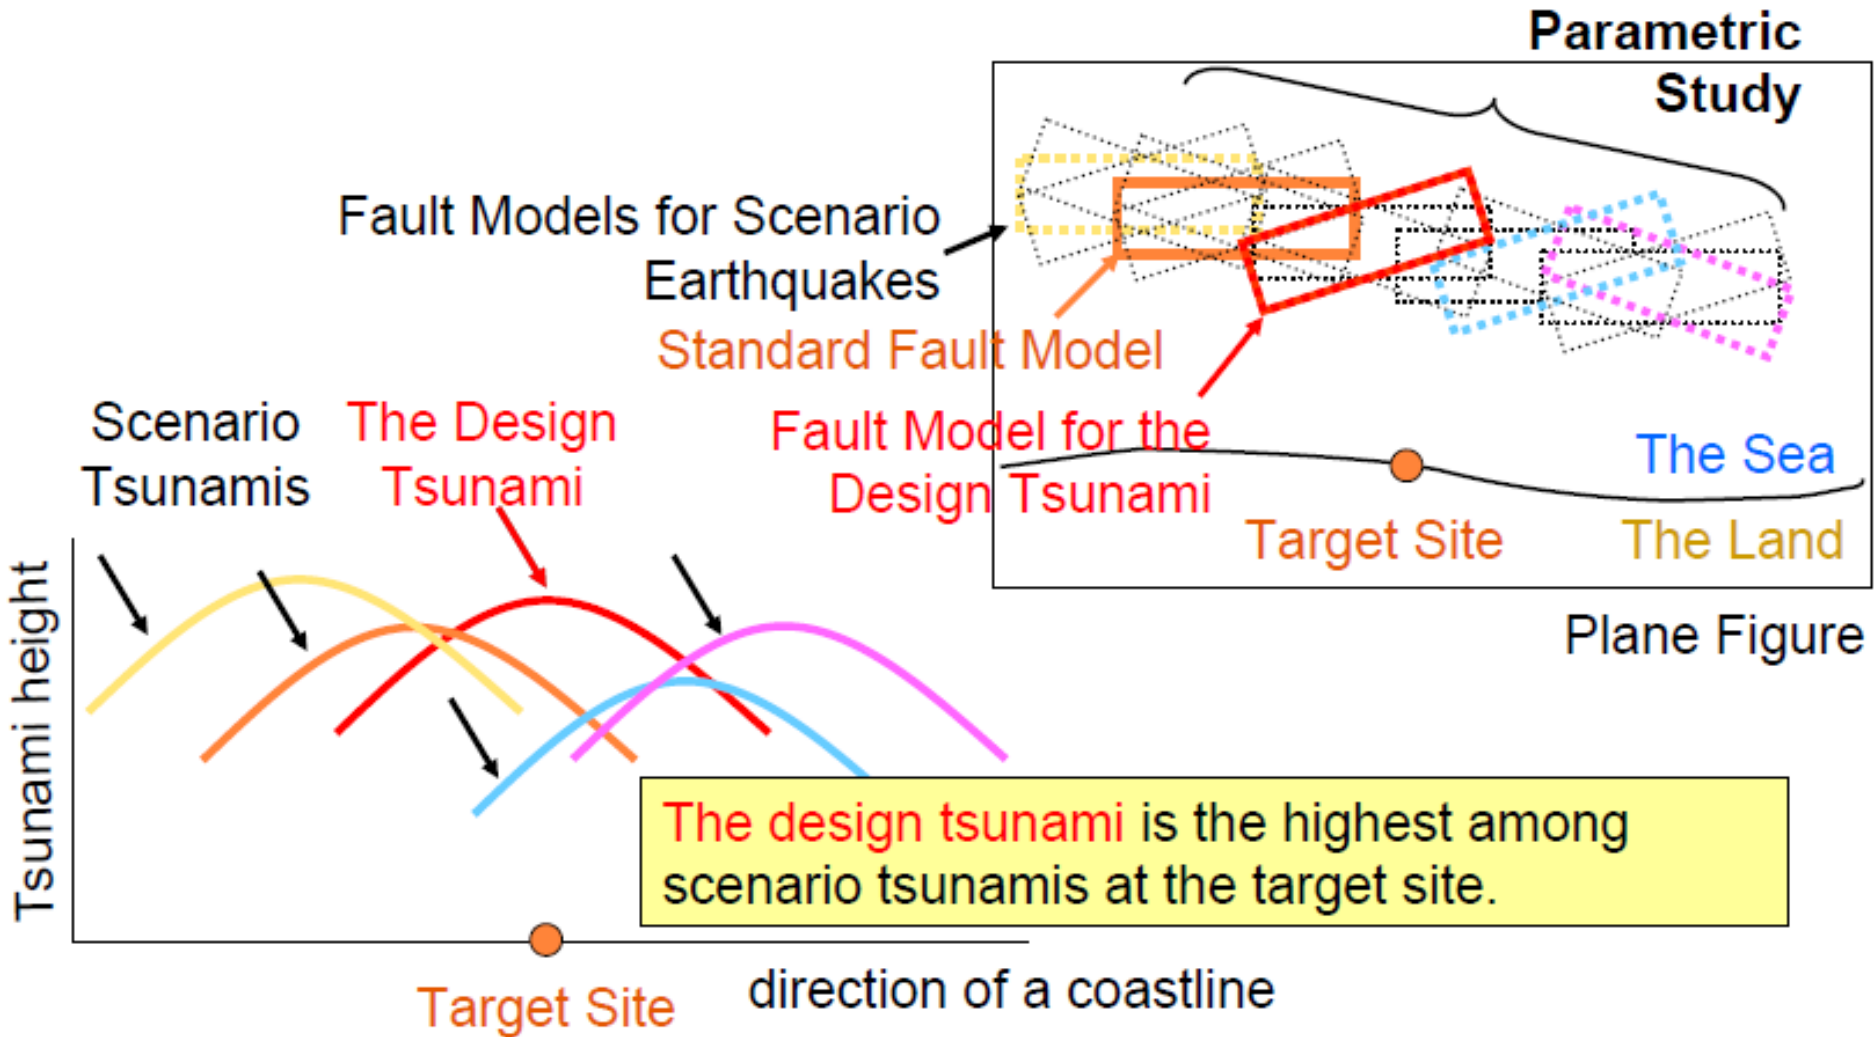 Parametric
Study
Fault Models for Scenario
Earthquakes
Standard Fault Model
Fault Model for the
Design Tsunami
The Sea
Target Site
The Land
Plane Figure
Scenario
Tsunamis
The Design
Tsunami
Tsunami height
The design tsunami is the highest among
scenario tsunamis at the target site.
Target Site
direction of a coastline